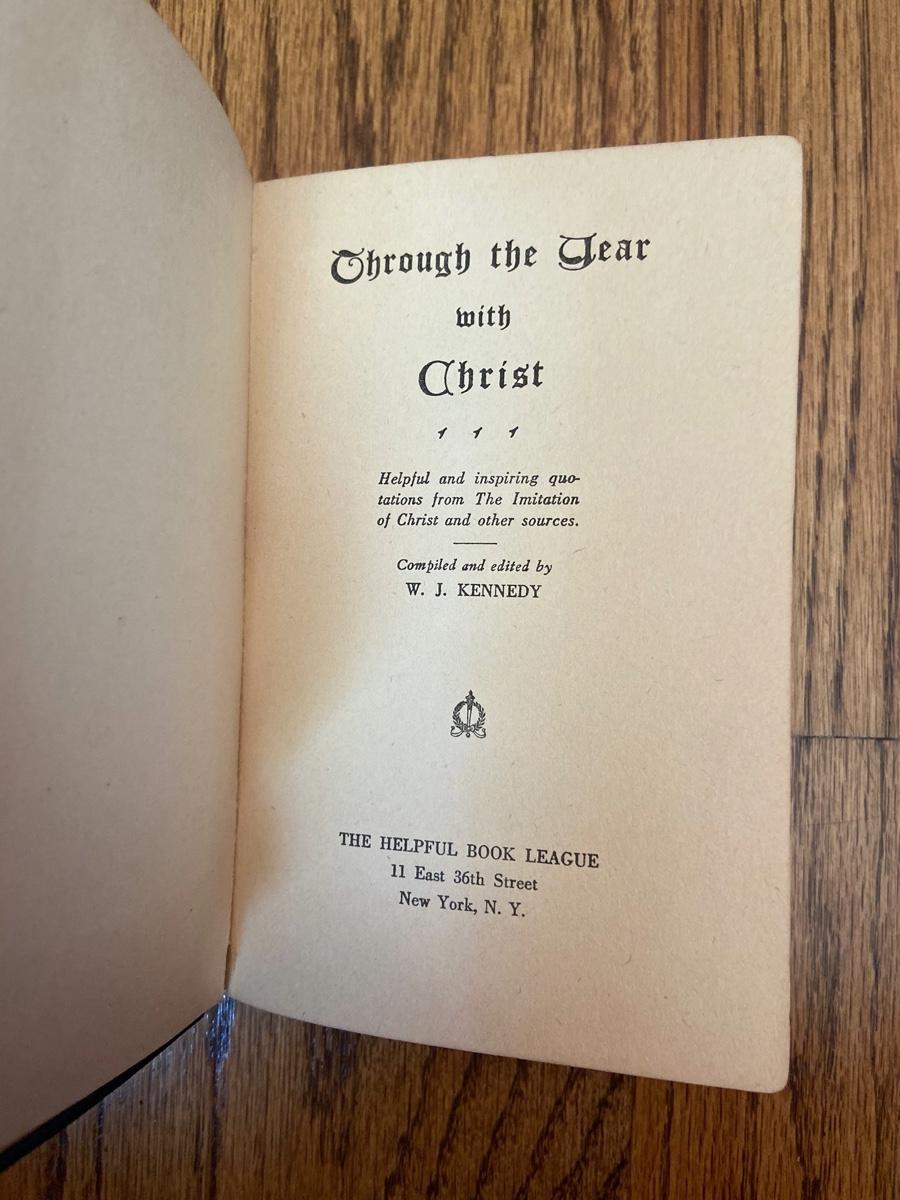 Through the Year
with
Christ
Helpful and inspiring quo-
tations from The Imitation
of Christ and other sources.
Compiled and edited by
W. J. KENNEDY
THE HELPFUL BOOK LEAGUE
11 East 36th Street
New York, N. Y.